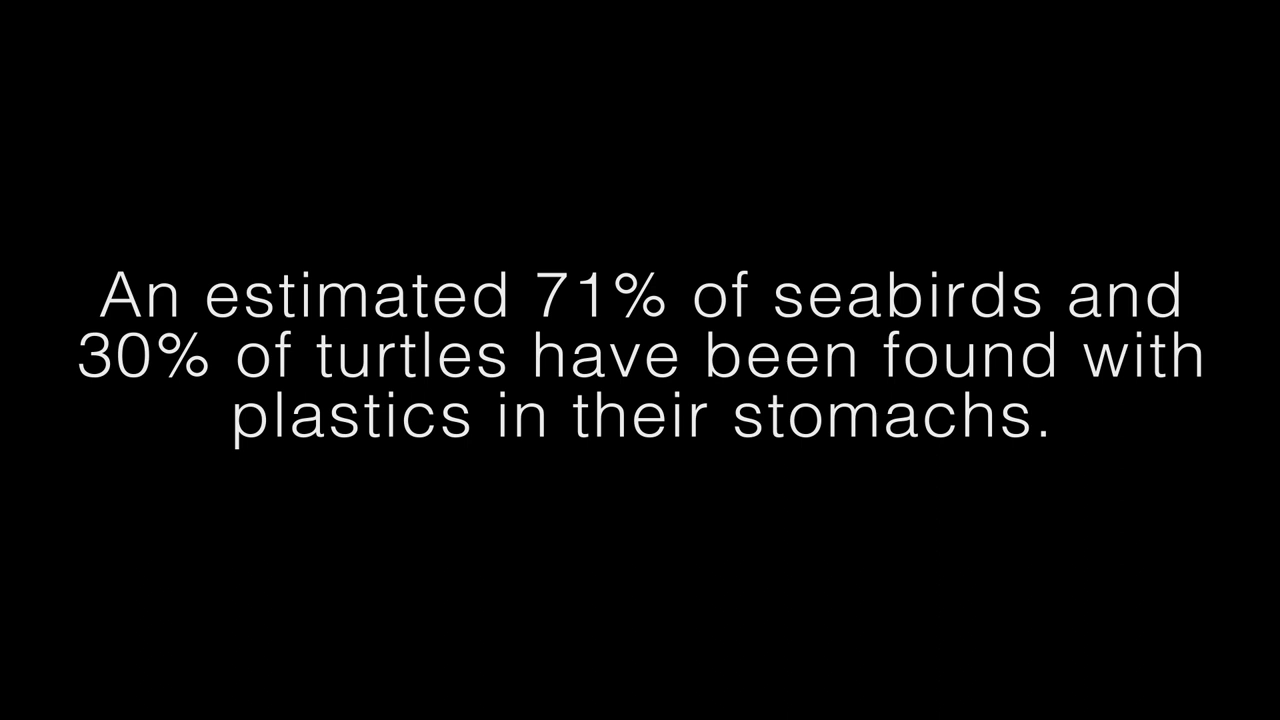 An estimated 71% of seabirds and
30% of turtles have been found with
plastics in their stomachs.